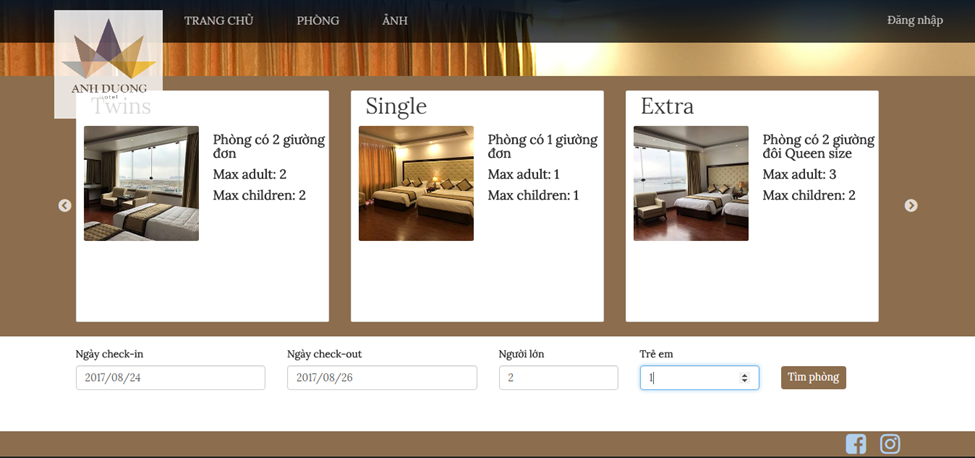 TRANG CHỦ
PHÒNG
ẢNH
Đăng nhập
ANH DUONG
otel
Twins
Phòng có 2 giường
đơn
Max adult: 2
Max children: 2
Single
Phòng có 1 giường
đơn
Max adult: 1
Max children: 1
Extra
Phòng có 2 giường
đôi Queen size
Max adult: 3
Max children: 2
Ngày check-in
2017/08/24
Ngày check-out
2017/08/26
Người lớn
2
Trẻ em
1
Tìm phòng